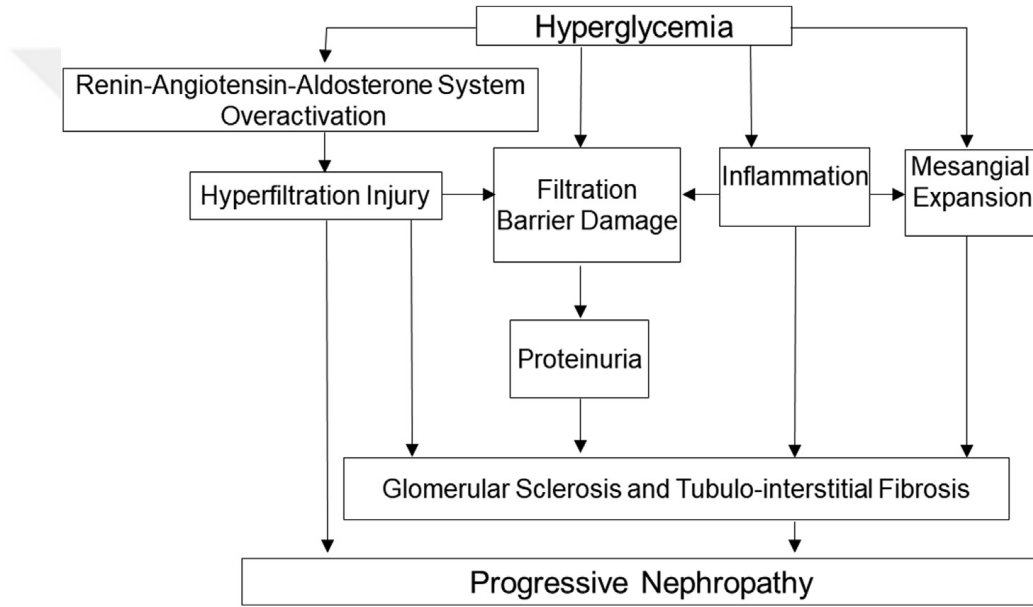 Hyperglycemia
Renin-Angiotensin-Aldosterone System
Overactivation
Hyperfiltration Injury
Filtration
Barrier Damage
Inflammation
Mesangial
Expansion
Proteinuria
Glomerular Sclerosis and Tubulo-interstitial Fibrosis
Progressive Nephropathy